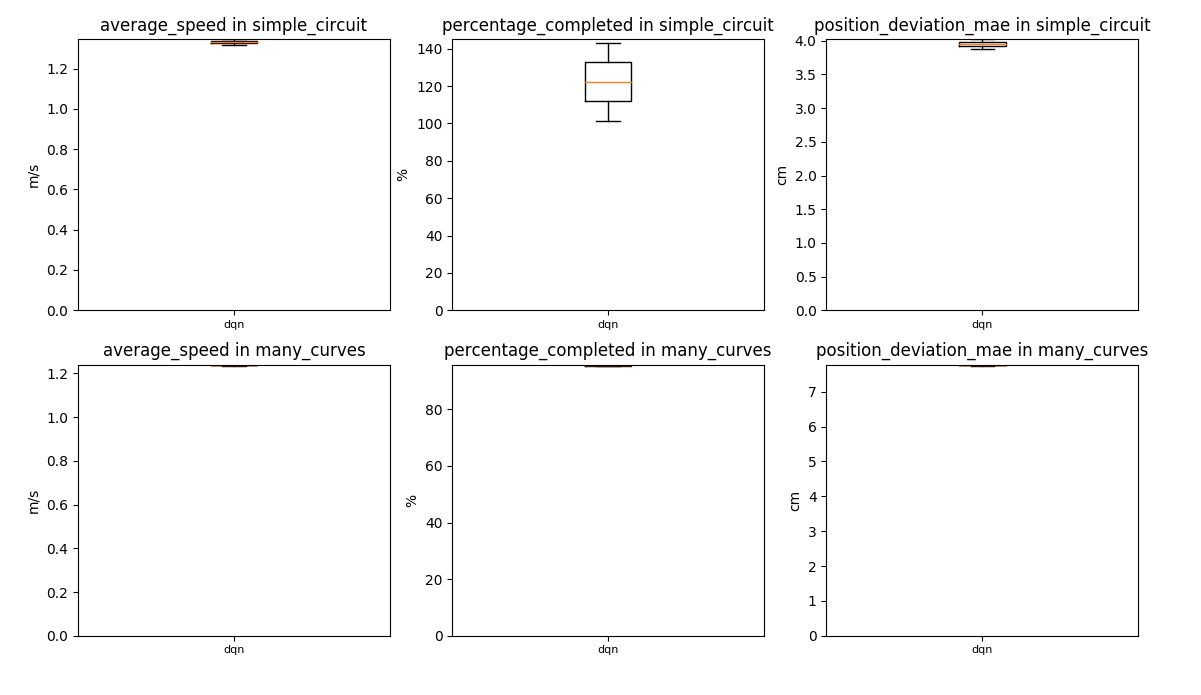 average_speed in simple_circuit
m/s
1.2
1.0
0.8
0.6
0.4
0.2
0.0
dqn
percentage_completed in simple_circuit
%
140
120
100
80
60
40
20
0
dqn
position_deviation_mae in simple_circuit
cm
4.0
3.5
3.0
2.5
2.0
1.5
1.0
0.5
0.0
dqn
average_speed in many_curves
m/s
1.2
1.0
0.8
0.6
0.4
0.2
0.0
dqn
percentage_completed in many_curves
%
80
60
40
20
0
dqn
position_deviation_mae in many_curves
cm
7
6
5
4
3
2
1
0
dqn